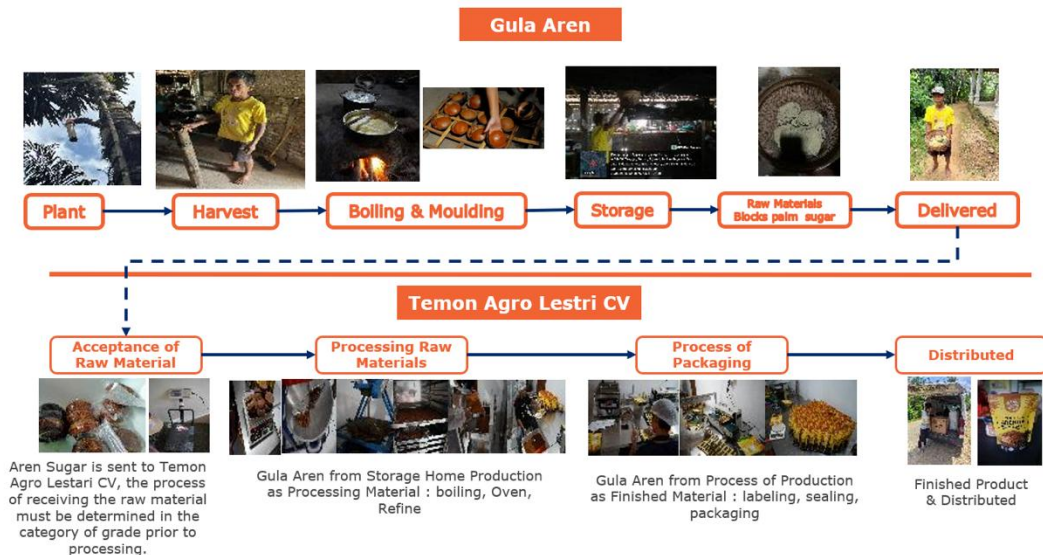 Gula Aren
Plant
Harvest
Boiling & Moulding
Storage
Raw Materials
Blocks palm sugar
Delivered
Temon Agro Lestri CV
Acceptance of
Raw Material
Processing Raw
Materials
Process of
Packaging
Distributed
Aren Sugar is sent to Temon
Agro Lestari CV, the process
of receiving the raw material
must be determined in the
category of grade prior to
processing.
Gula Aren from Storage Home Production
as Processing Material : boiling, Oven,
Refine
Gula Aren from Process of Production
as Finished Material : labeling, sealing,
packaging
Finished Product
& Distributed